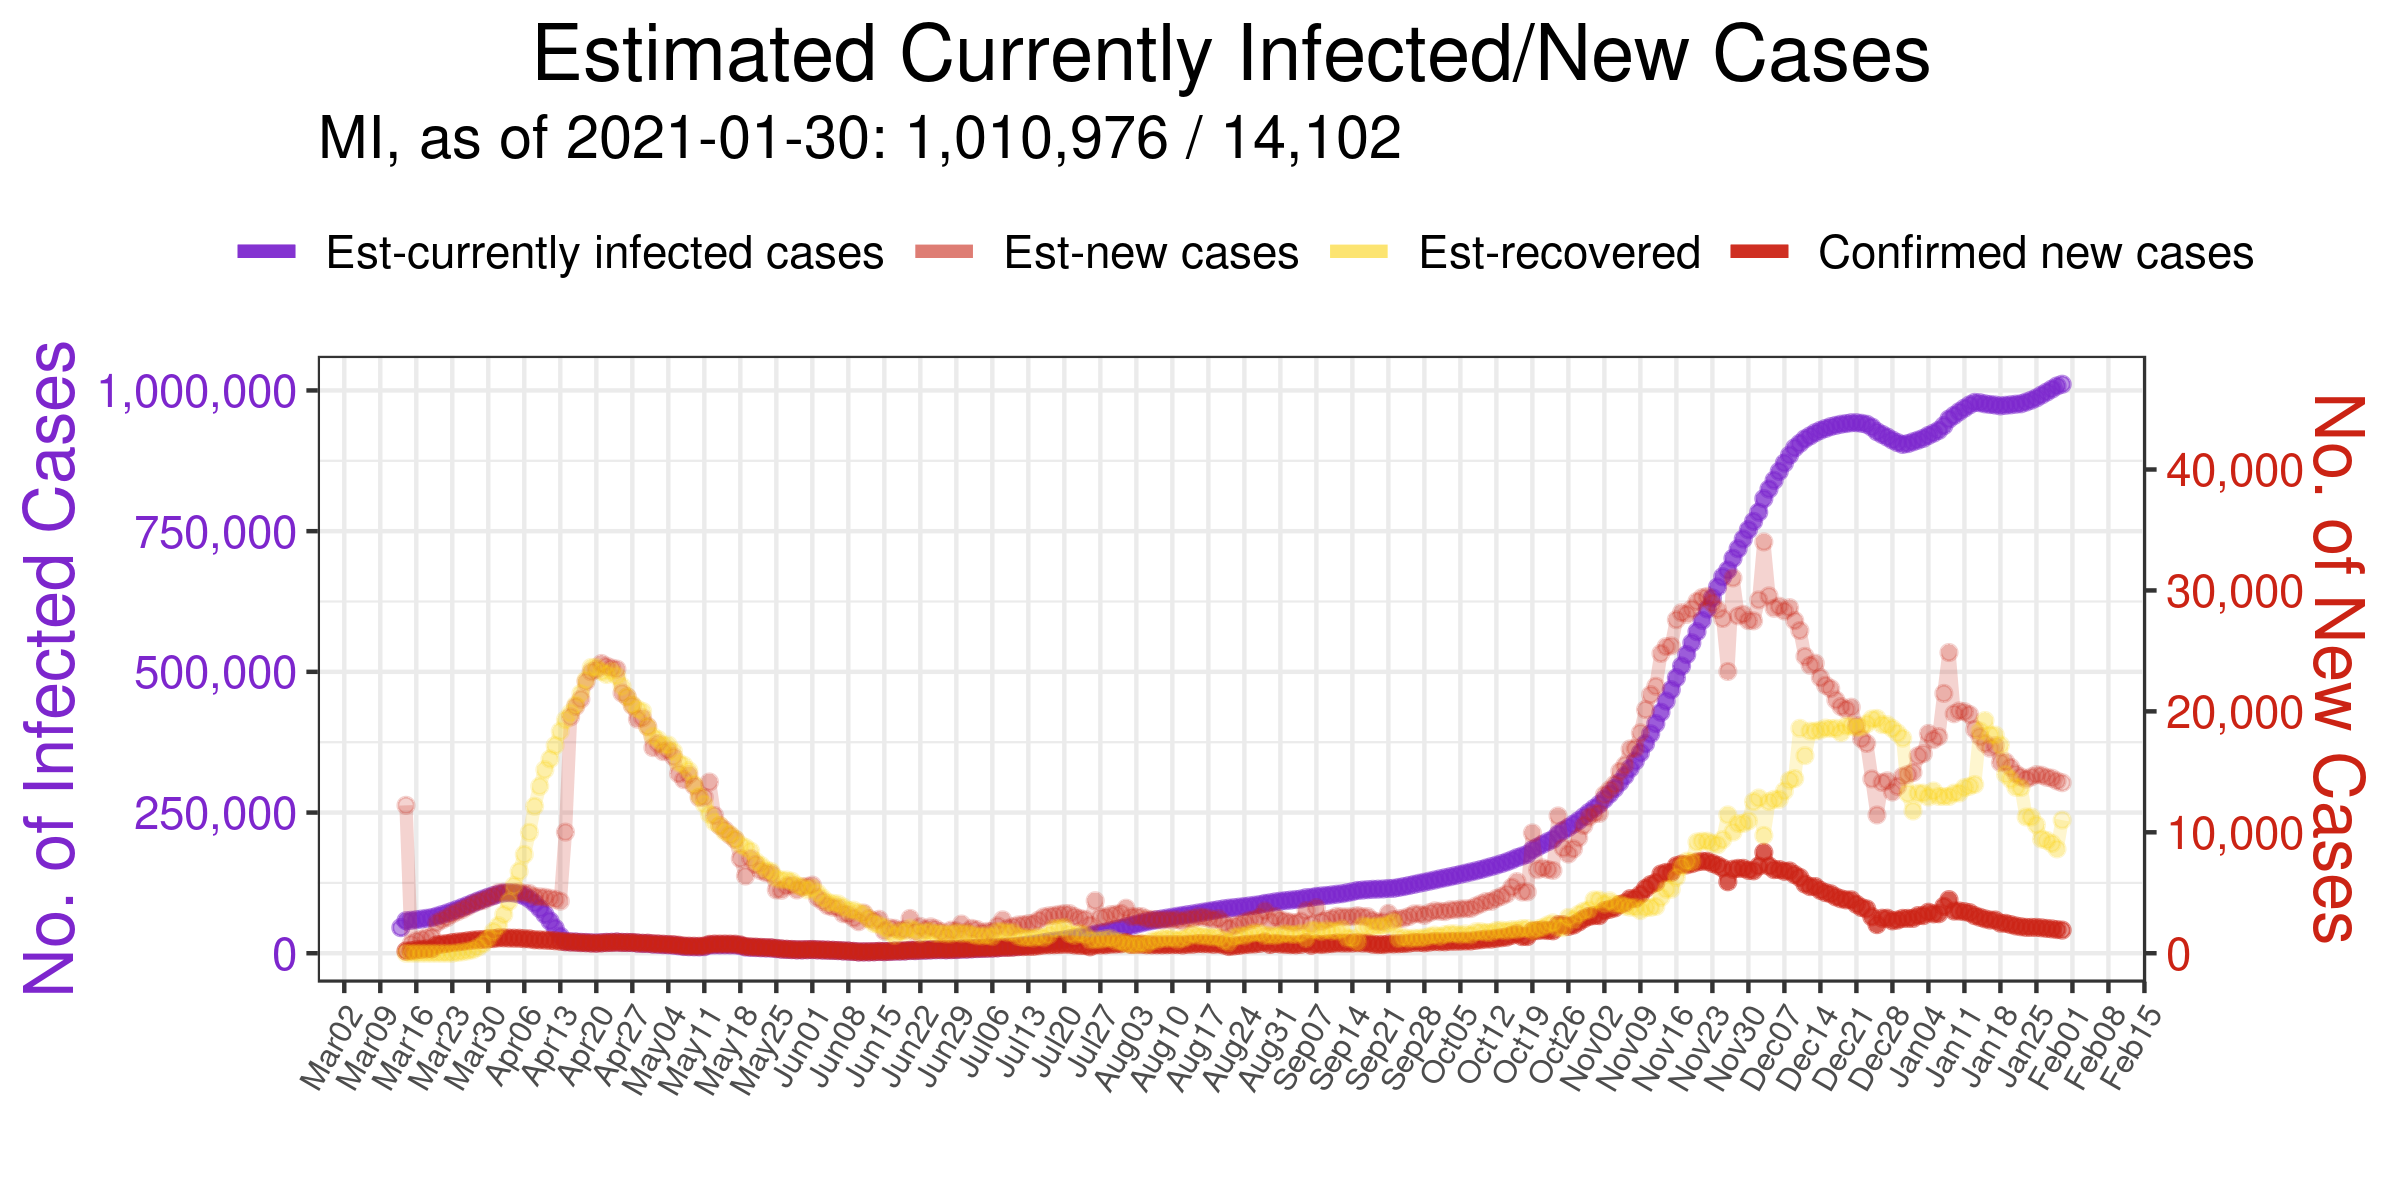 Estimated Currently Infected/New Cases
MI, as of 2021-01-30: 1,010,976 / 14,102
Est-currently infected cases Est-new cases Est-recovered Confirmed new cases
No. of Infected Cases
1,000,000
750,000
500,000
250,000
0
40,000
30,000
20,000
10,000
0
No. of New Cases
Mar02 Mar09 Mar16 Mar23 Mar30 Apr06 Apr13 Apr20 Apr27 May04 May11 May18 May25 Jun01 Jun08 Jun15 Jun22 Jun29 Jul06 Jul13 Jul20 Jul27 Aug03 Aug10 Aug17 Aug24 Aug31 Sep07 Sep14 Sep21 Sep28 Oct05 Oct12 Oct19 Oct26 Nov02 Nov09 Nov16 Nov23 Nov30 Dec07 Dec14 Dec21 Dec28 Jan04 Jan11 Jan18 Jan25 Feb01 Feb08 Feb15